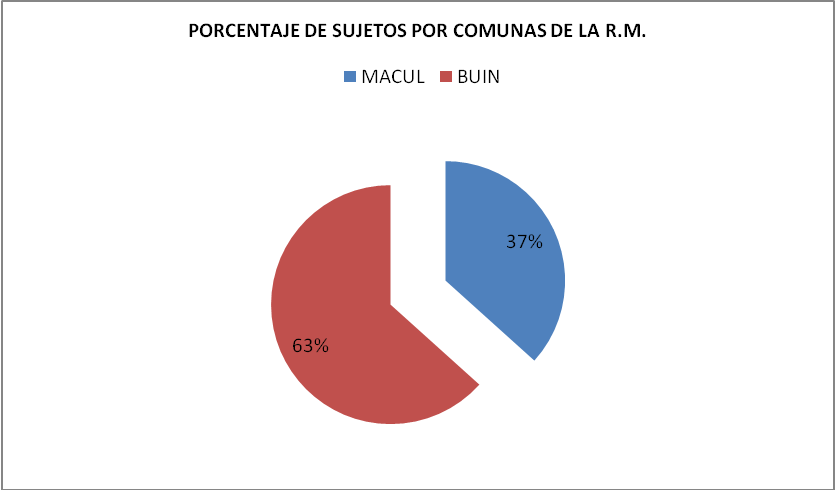 PORCENTAJE DE SUJETOS POR COMUNAS DE LA R.M.
MACUL BUIN
37%
63%